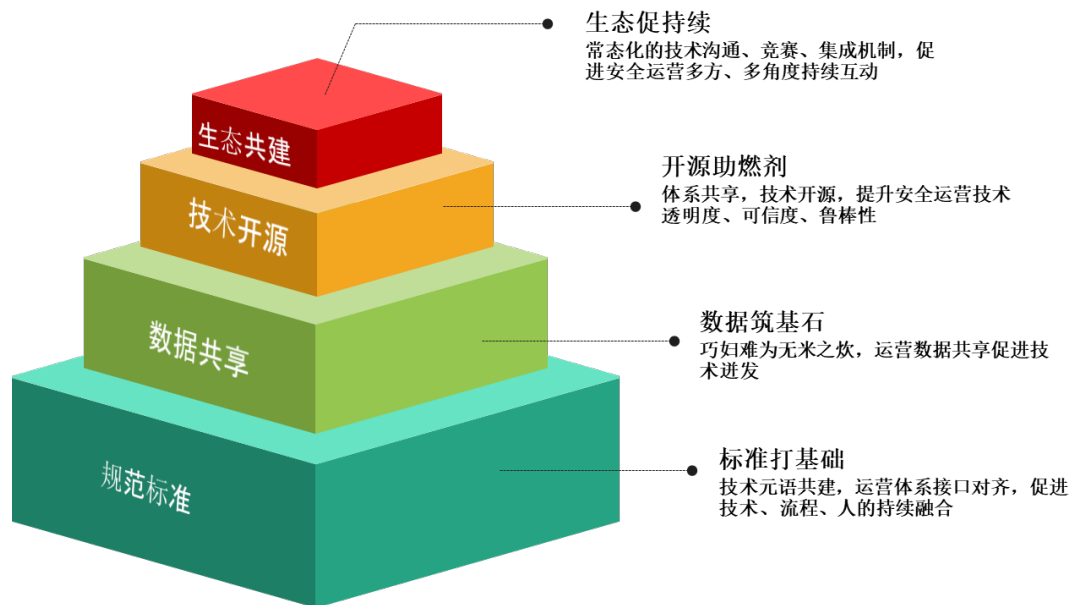 生态促持续
常态化的技术沟通、竞赛、集成机制，促
进安全运营多方、多角度持续互动
生态共建
开源助燃剂
体系共享，技术开源，提升安全运营技术
透明度、可信度、鲁棒性
技术开源
数据筑基石
巧妇难为无米之炊，运营数据共享促进技
术迸发
数据共享
标准打基础
技术元语共建，运营体系接口对齐，促进
技术、流程、人的持续融合
规范标准